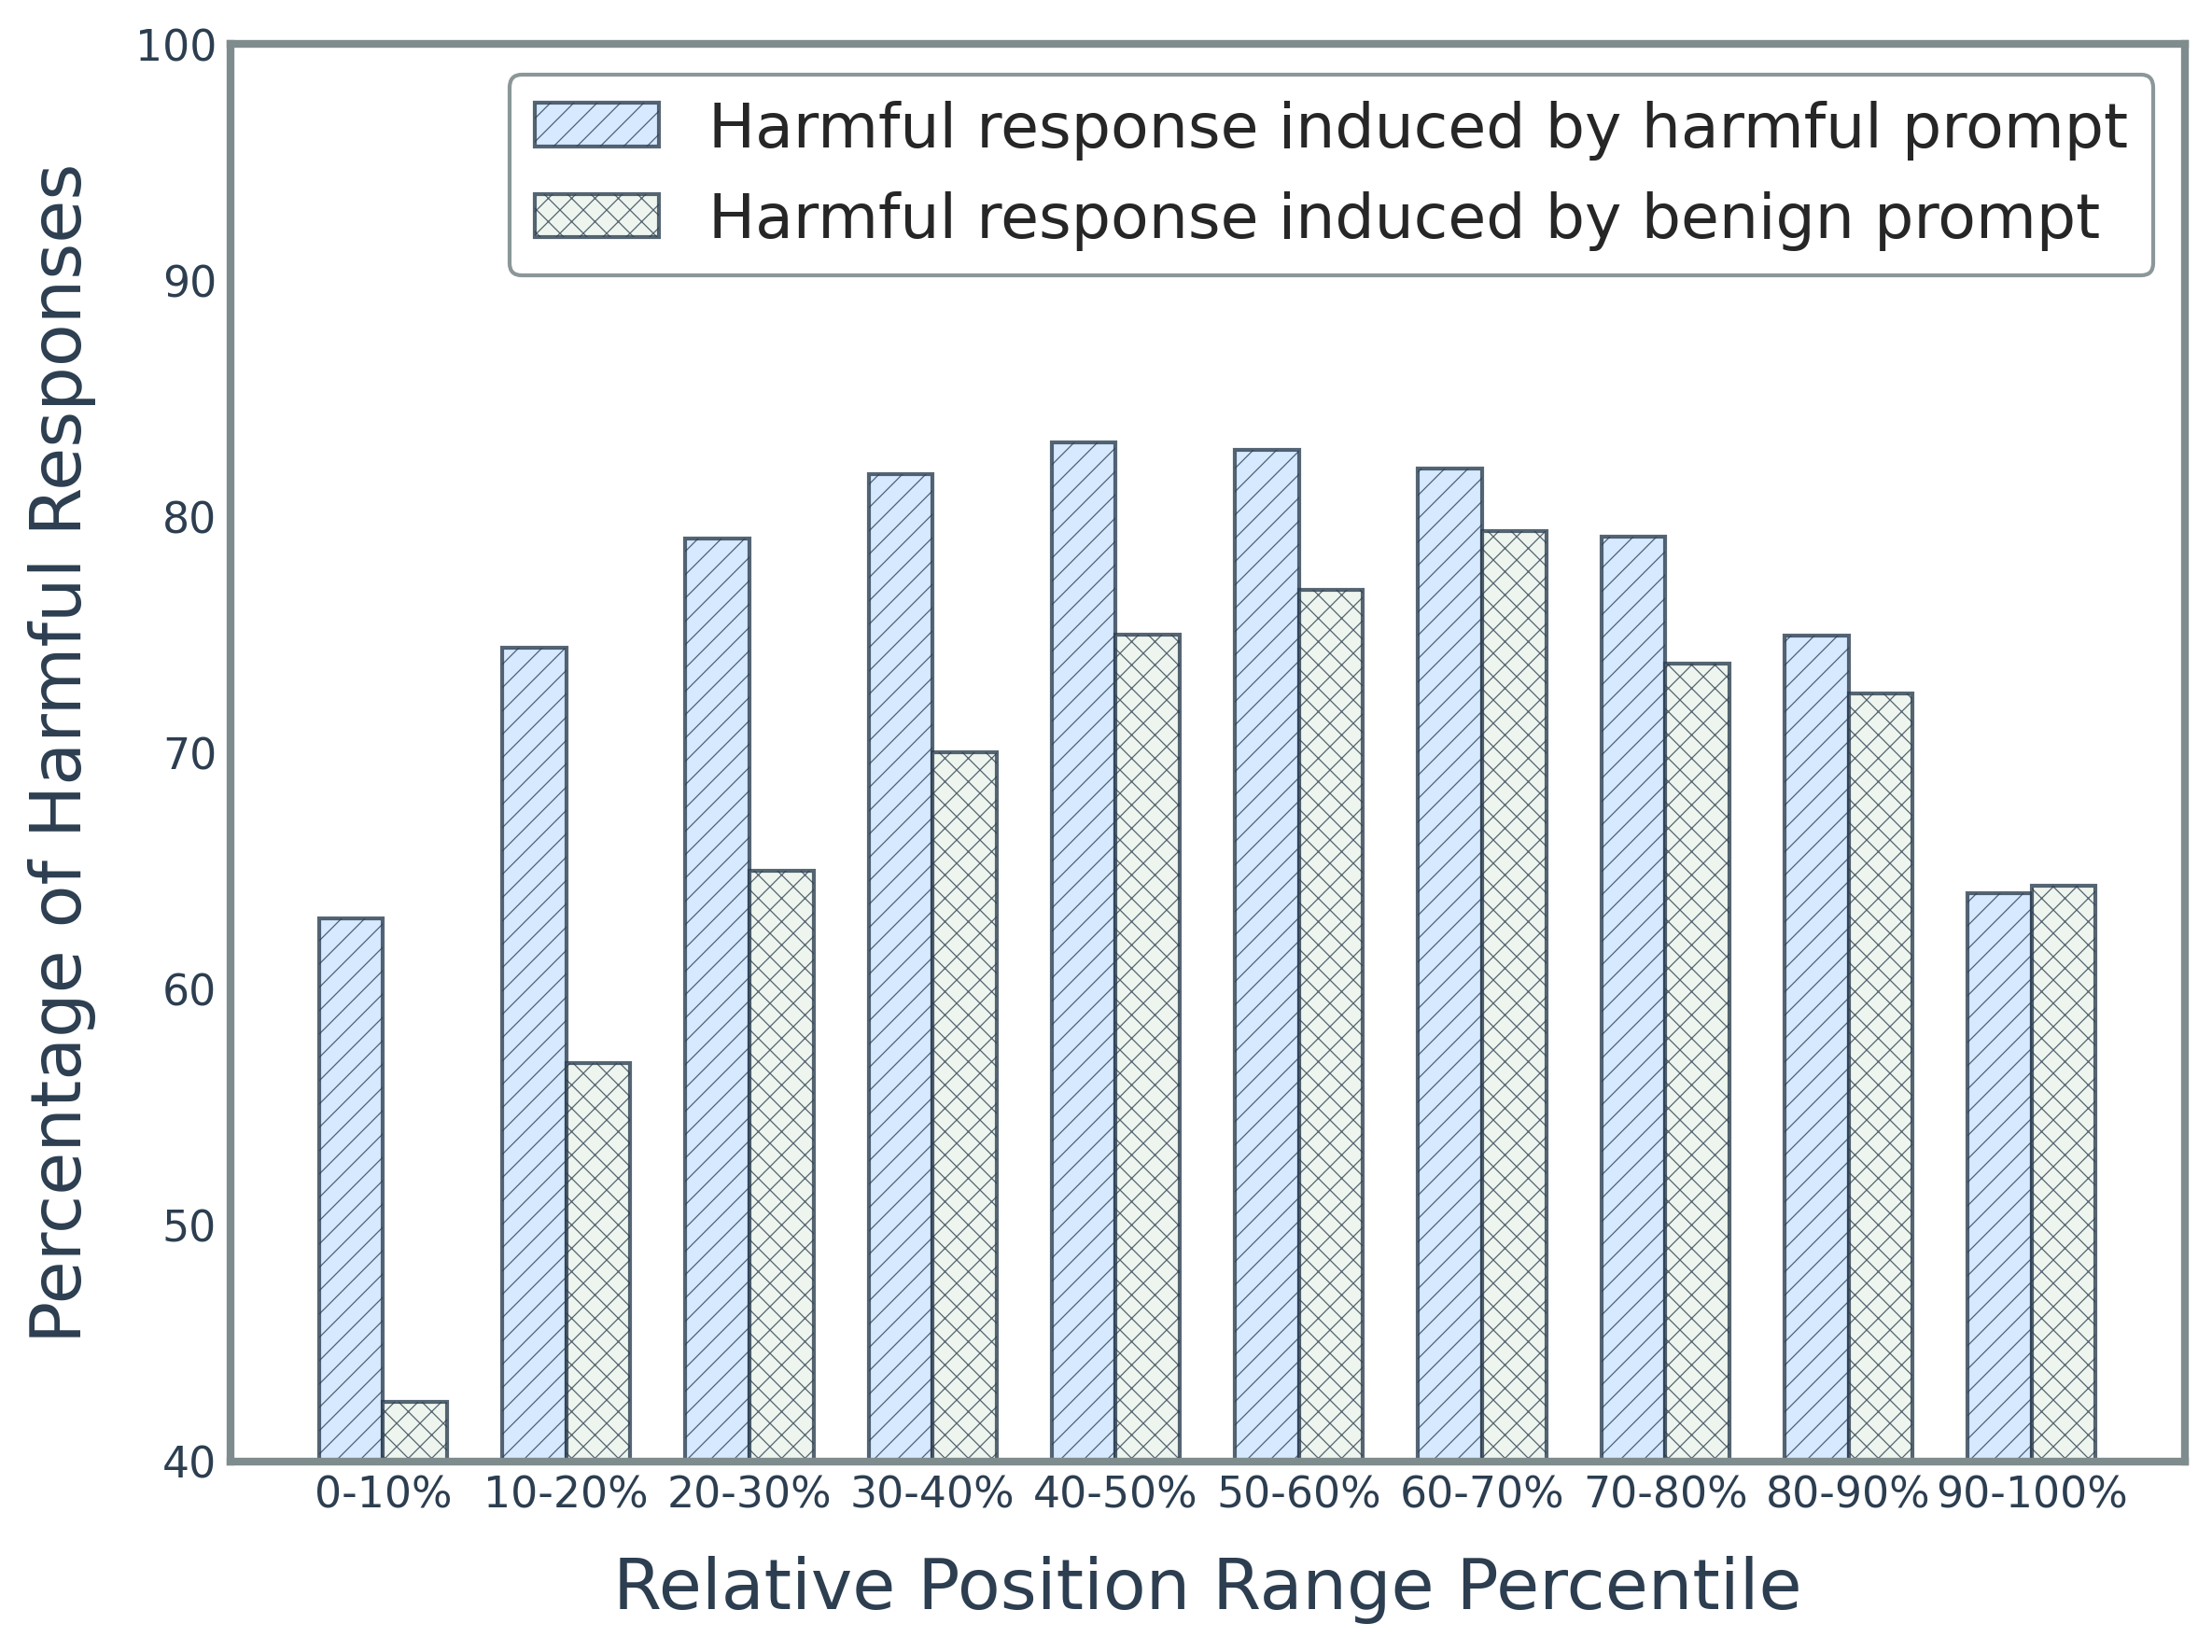 100
90
80
70
60
50
40
Percentage of Harmful Responses
Harmful response induced by harmful prompt
Harmful response induced by benign prompt
0-10% 10-20% 20-30% 30-40% 40-50% 50-60% 60-70% 70-80% 80-90% 90-100%
Relative Position Range Percentile